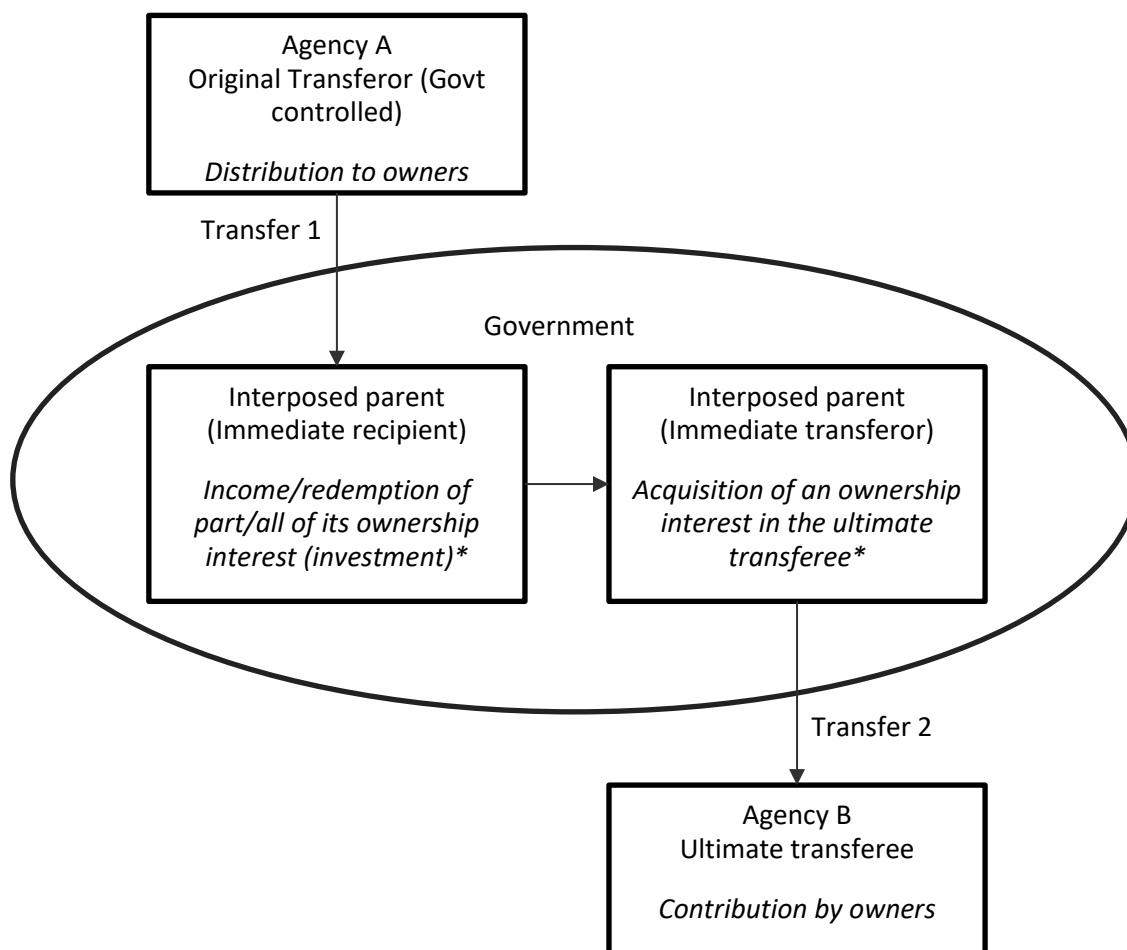 Agency A
Original Transferor (Govt
controlled)
Distribution to owners
Transfer 1
Government
Interposed parent
(Immediate recipient)
Income/redemption of
part/all of its ownership
interest (investment)*
Interposed parent
(Immediate transferor)
Acquisition of an ownership
interest in the ultimate
transferee*
Transfer 2
Agency B
Ultimate transferee
Contribution by owners